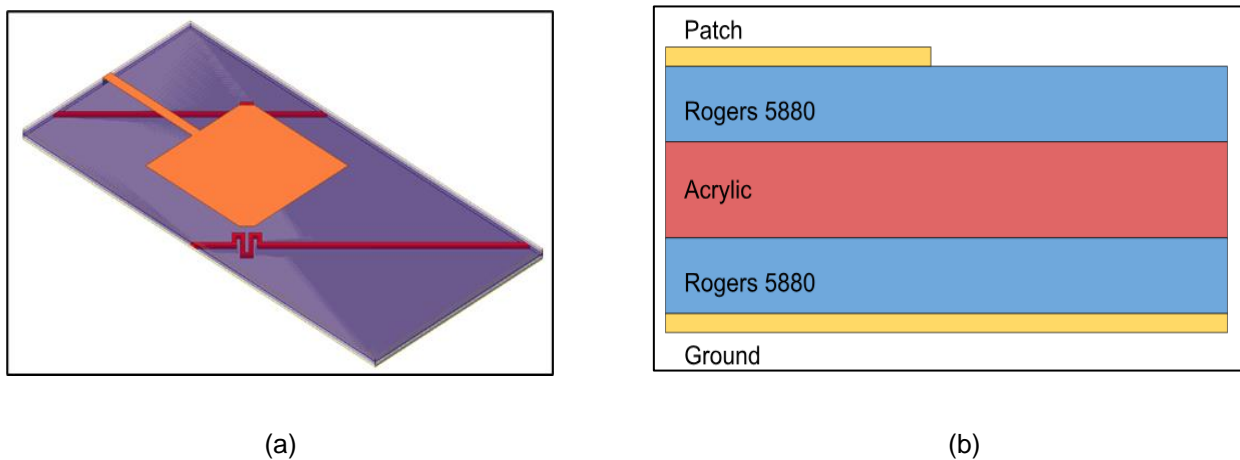 Patch
Rogers 5880
Acrylic
Rogers 5880
Ground
(a)
(b)